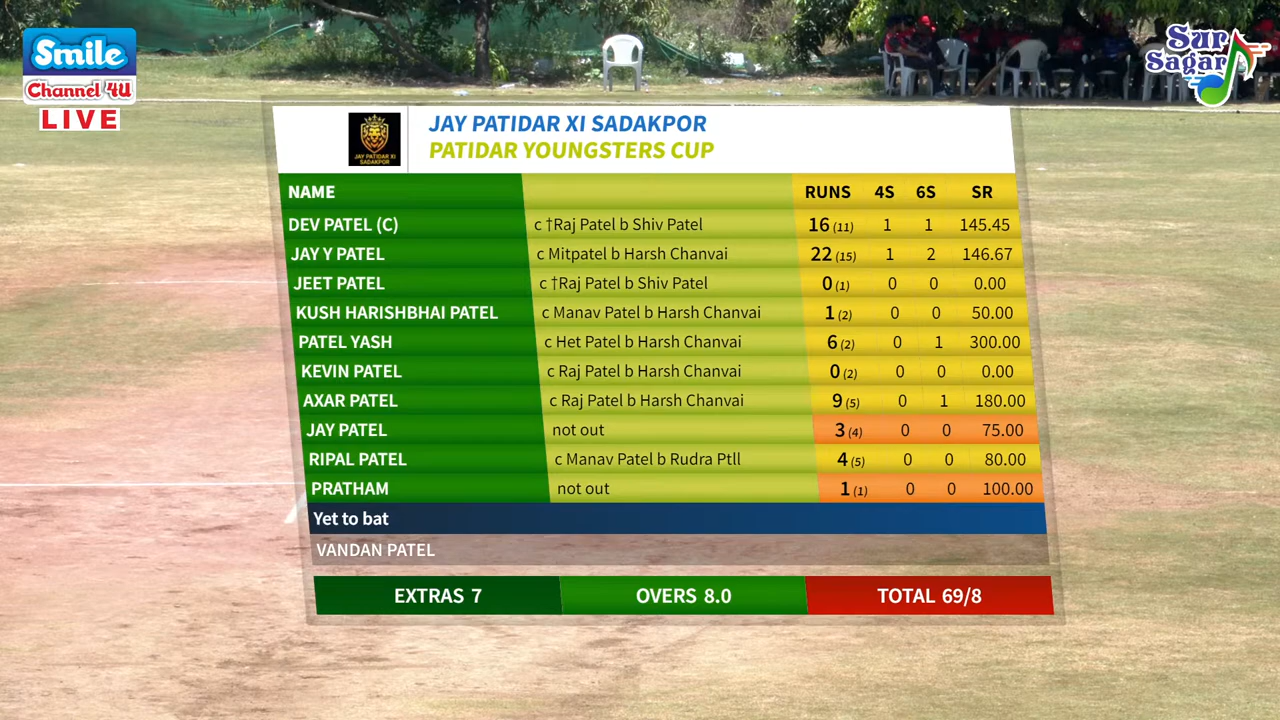 Smile
Channel 4U
LIVE
Sur
Sagar
JAY PATIDAR XI
SADAKPOR
JAY PATIDAR XI SADAKPOR
PATIDAR YOUNGSTERS CUP
NAME RUNS 4S 6S SR
DEV PATEL (C) c †Raj Patel b Shiv Patel 16 (11) 1 1 145.45
JAY Y PATEL c Mitpatel b Harsh Chanvai 22 (15) 1 2 146.67
JEET PATEL c †Raj Patel b Shiv Patel 0 (1) 0 0 0.00
KUSH HARISHBHAI PATEL c Manav Patel b Harsh Chanvai 1 (2) 0 0 50.00
PATEL YASH c Het Patel b Harsh Chanvai 6 (2) 0 1 300.00
KEVIN PATEL c Raj Patel b Harsh Chanvai 0 (2) 0 0 0.00
AXAR PATEL c Raj Patel b Harsh Chanvai 9 (5) 0 1 180.00
JAY PATEL not out 3 (4) 0 0 75.00
RIPAL PATEL c Manav Patel b Rudra Ptll 4 (5) 0 0 80.00
PRATHAM not out 1 (1) 0 0 100.00
Yet to bat
VANDAN PATEL
EXTRAS 7 OVERS 8.0 TOTAL 69/8